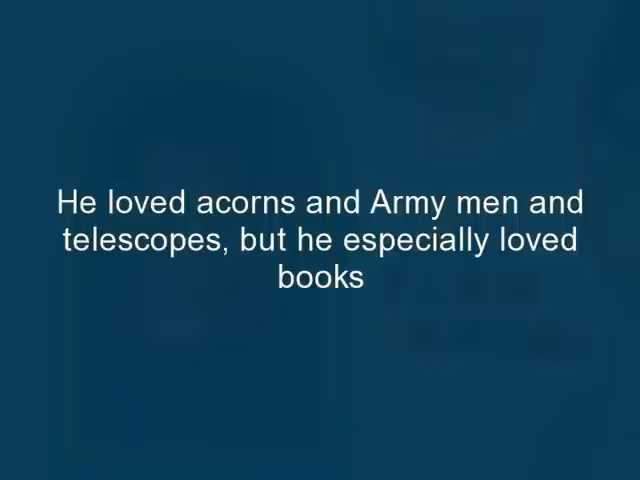 He loved acorns and Army men and
telescopes, but he especially loved
books